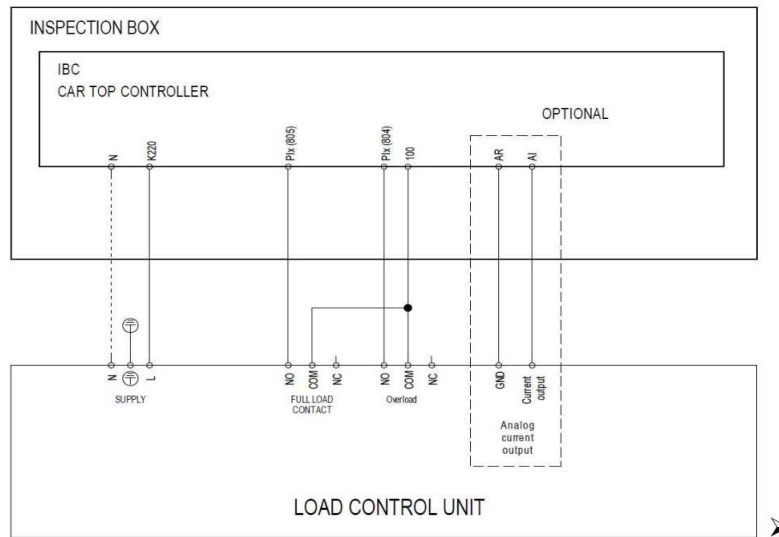 INSPECTION BOX
IBC
CAR TOP CONTROLLER
OPTIONAL
N
K220
PIx (805)
PIx (804)
100
AR
AI
N
L
NO
COM
NC
NO
COM
NC
GND
Current
output
SUPPLY
FULL LOAD
CONTACT
Overload
Analog
current
output
LOAD CONTROL UNIT